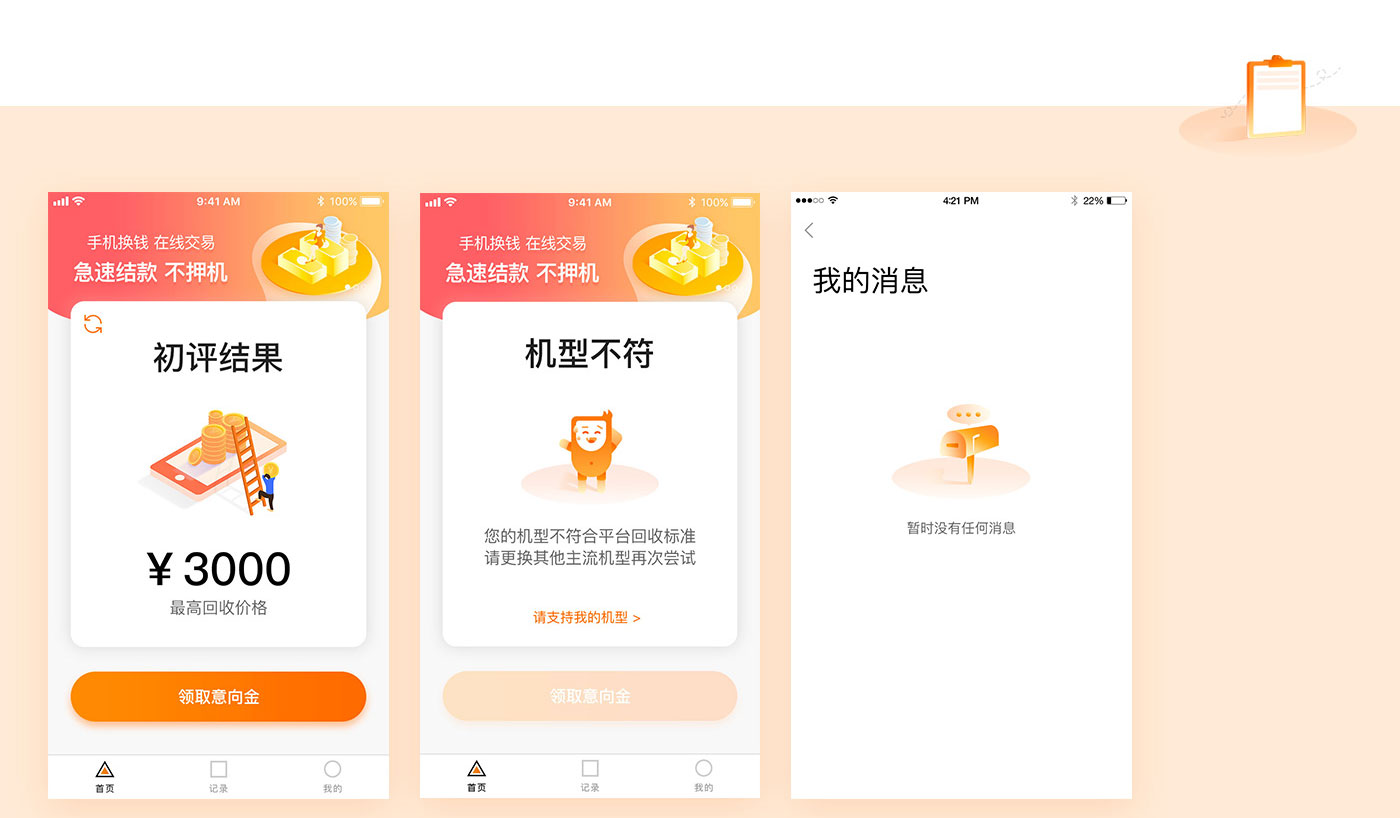 9:41 AM
100%
手机换钱 在线交易
急速结款 不押机
初评结果
¥ 3000
最高回收价格
领取意向金
首页
记录
我的
9:41 AM
100%
手机换钱 在线交易
急速结款 不押机
机型不符
您的机型不符合平台回收标准
请更换其他主流机型再次尝试
请支持我的机型 >
领取意向金
首页
记录
我的
4:21 PM
22%
我的消息
暂时没有任何消息